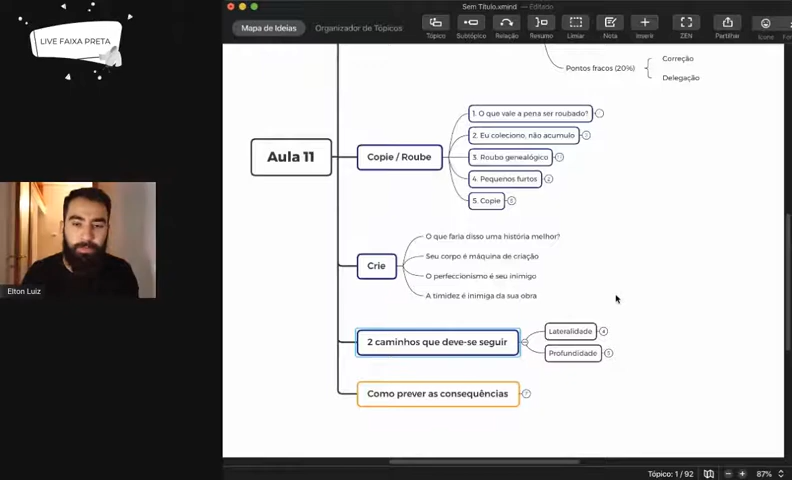 LIVE FAIXA PRETA
Elton Luiz
Sem Título.xmind — Editado
Mapa de Ideias
Organizador de Tópicos
Tópico
Subtópico
Relação
Resumo
Limiar
Nota
Inserir
ZEN
Partilhar
Ícone
Pontos fracos (20%)
Correção
Delegação
Aula 11
Copie / Roube
1. O que vale a pena ser roubado?
2. Eu coleciono, não acumulo
3. Roubo genealógico
4. Pequenos furtos
5. Copie
Crie
O que faria disso uma história melhor?
Seu corpo é máquina de criação
O perfeccionismo é seu inimigo
A timidez é inimiga da sua obra
2 caminhos que deve-se seguir
Lateralidade
4
Profundidade
5
Como prever as consequências
7
Tópico: 1 / 92
87%